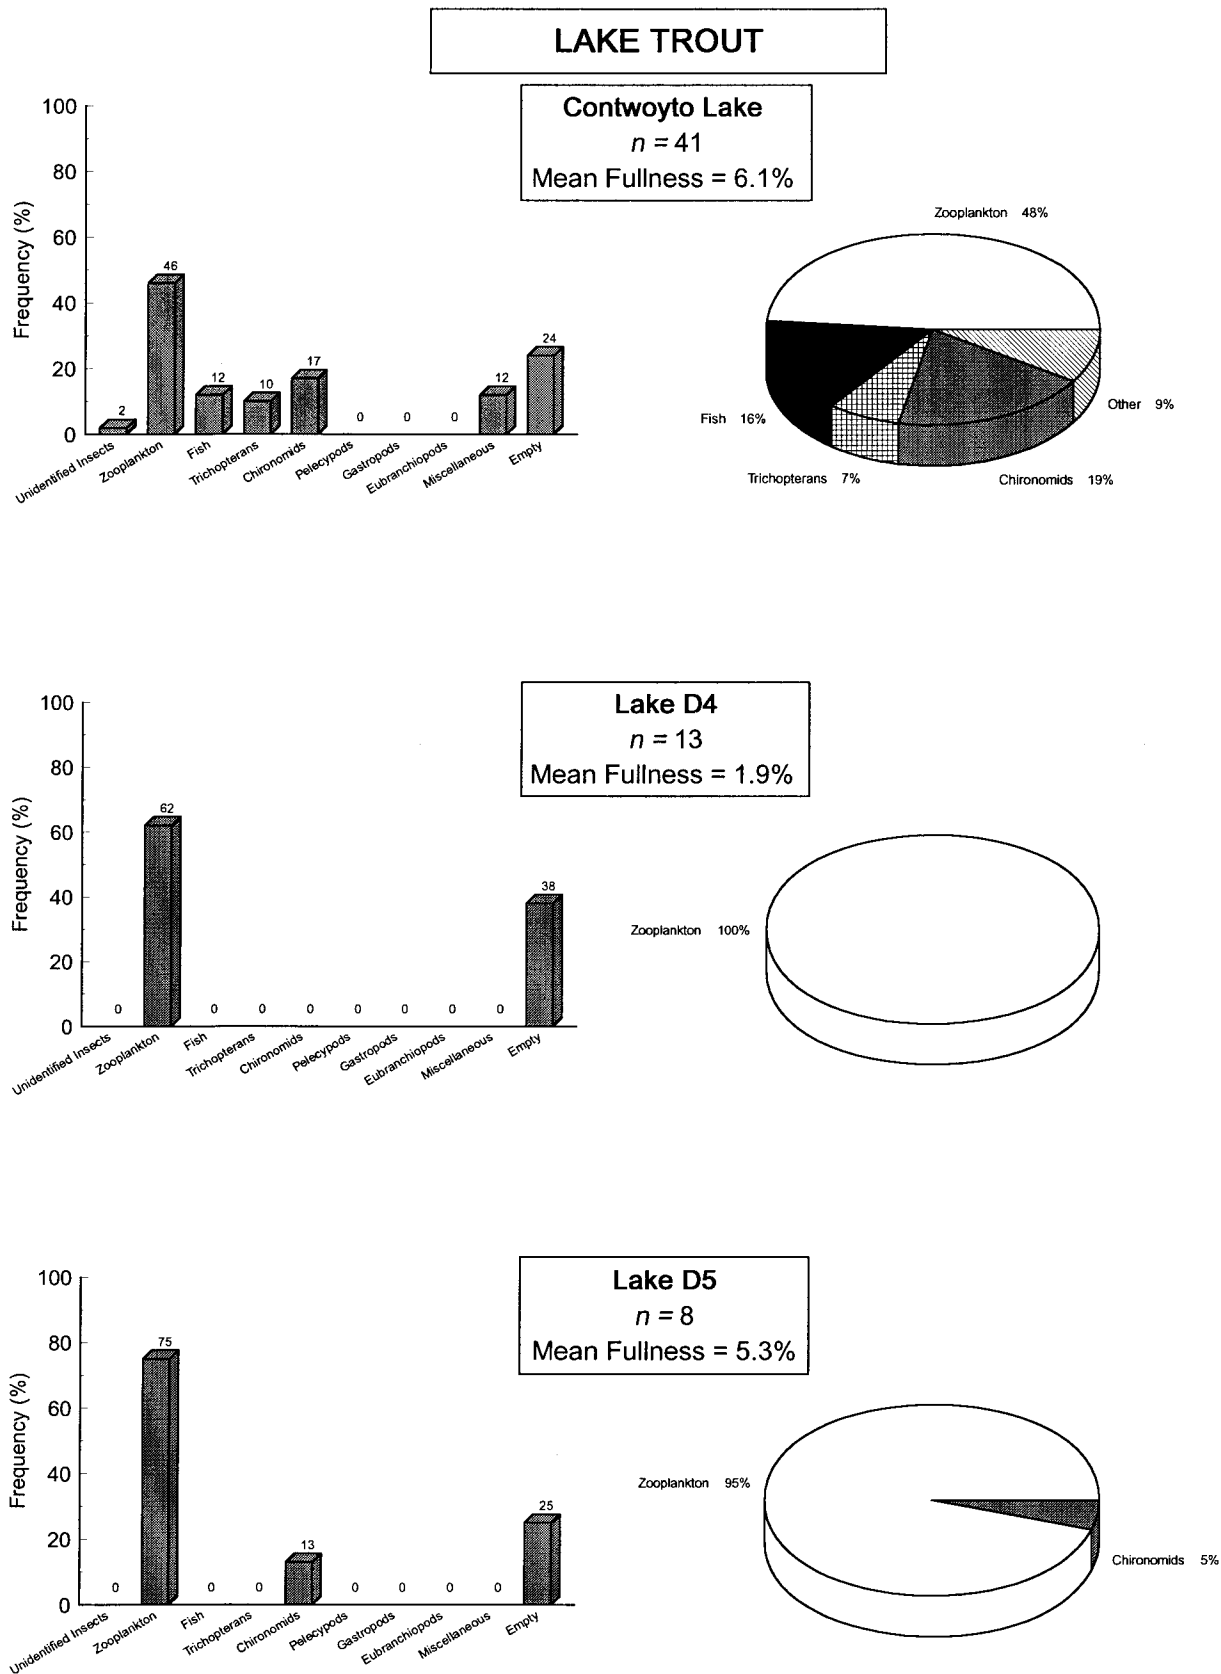 LAKE TROUT
Contwoyto Lake
n = 41
Mean Fullness = 6.1%
Frequency (%)
100
80
60
40
20
0
2
46
12
10
17
0
0
0
12
24
Unidentified Insects
Zooplankton
Fish
Trichopterans
Chironomids
Pelecypods
Gastropods
Eubranchiopods
Miscellaneous
Empty
Zooplankton 48%
Fish 16%
Trichopterans 7%
Chironomids 19%
Other 9%
Lake D4
n = 13
Mean Fullness = 1.9%
Frequency (%)
100
80
60
40
20
0
0
62
0
0
0
0
0
0
0
38
Unidentified Insects
Zooplankton
Fish
Trichopterans
Chironomids
Pelecypods
Gastropods
Eubranchiopods
Miscellaneous
Empty
Zooplankton 100%
Lake D5
n = 8
Mean Fullness = 5.3%
Frequency (%)
100
80
60
40
20
0
0
75
0
0
13
0
0
0
0
25
Unidentified Insects
Zooplankton
Fish
Trichopterans
Chironomids
Pelecypods
Gastropods
Eubranchiopods
Miscellaneous
Empty
Zooplankton 95%
Chironomids 5%